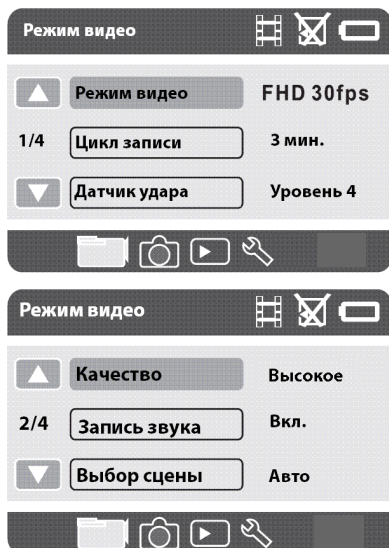 Режим видео
Режим видео FHD 30fps
1/4 Цикл записи 3 мин.
Датчик удара Уровень 4
Режим видео
Качество Высокое
2/4 Запись звука Вкл.
Выбор сцены Авто